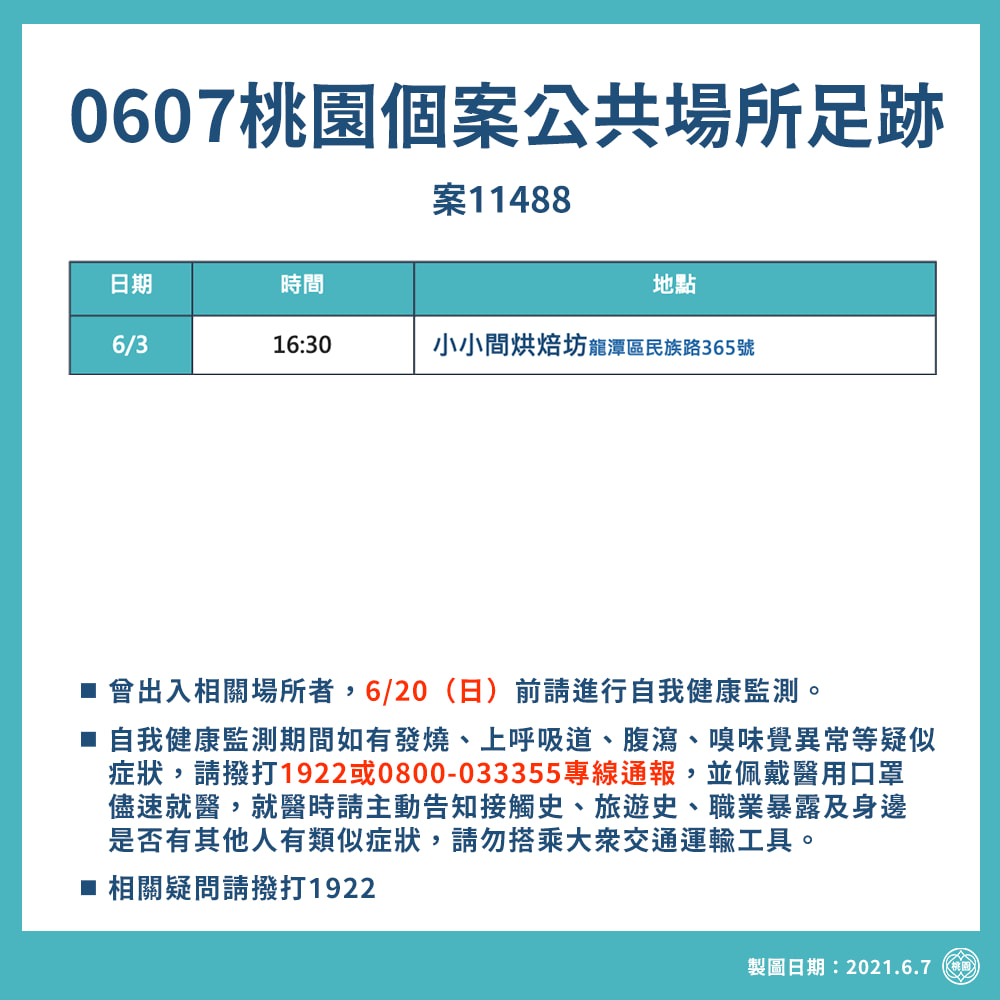 0607桃園個案公共場所足跡
案11488
日期 時間 地點
6/3 16:30 小小間烘焙坊龍潭區民族路365號
■ 曾出入相關場所者，6/20（日）前請進行自我健康監測。
■ 自我健康監測期間如有發燒、上呼吸道、腹瀉、嗅味覺異常等疑似
症狀，請撥打1922或0800-033355專線通報，並佩戴醫用口罩
儘速就醫，就醫時請主動告知接觸史、旅遊史、職業暴露及身邊
是否有其他人有類似症狀，請勿搭乘大眾交通運輸工具。
■ 相關疑問請撥打1922
製圖日期：2021.6.7 桃園